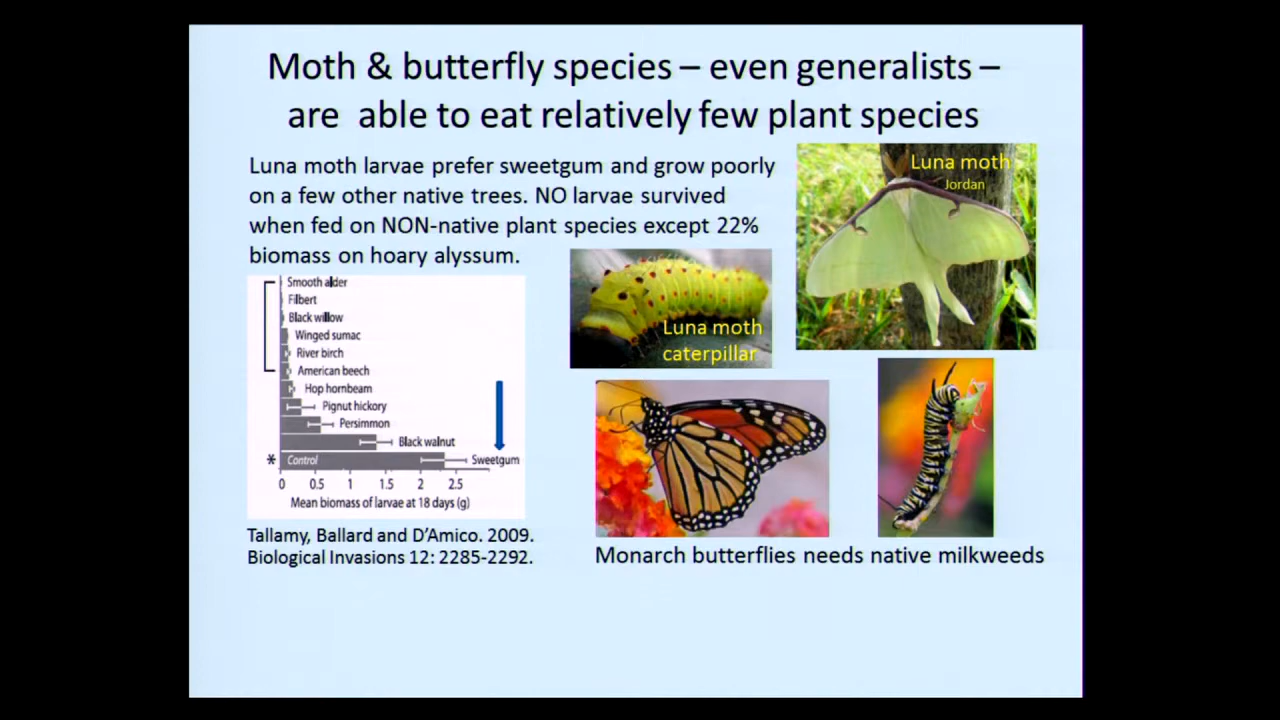 Moth & butterfly species – even generalists –
are able to eat relatively few plant species
Luna moth larvae prefer sweetgum and grow poorly
on a few other native trees. NO larvae survived
when fed on NON-native plant species except 22%
biomass on hoary alyssum.
Luna moth
Jordan
Luna moth
caterpillar
Smooth alder
Filbert
Black willow
Winged sumac
River birch
American beech
Hop hornbeam
Pignut hickory
Persimmon
Black walnut
* Control Sweetgum
0 0.5 1 1.5 2 2.5
Mean biomass of larvae at 18 days (g)
Tallamy, Ballard and D’Amico. 2009.
Biological Invasions 12: 2285-2292.
Monarch butterflies needs native milkweeds